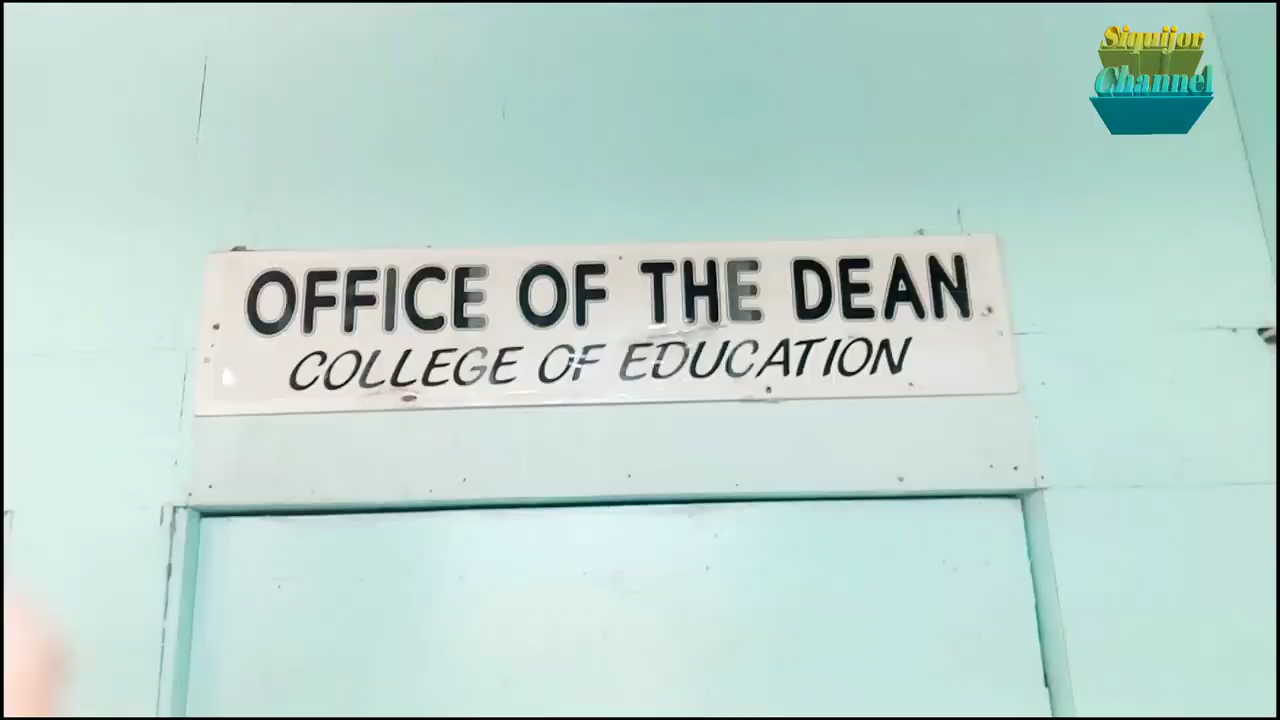 Siquijor
Channel
OFFICE OF THE DEAN
COLLEGE OF EDUCATION